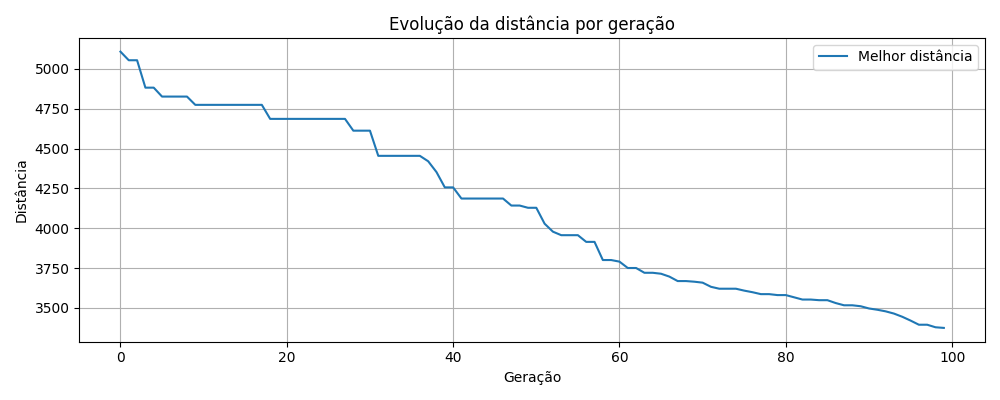 Evolução da distância por geração
Melhor distância
Distância
5000
4750
4500
4250
4000
3750
3500
0 20 40 60 80 100
Geração